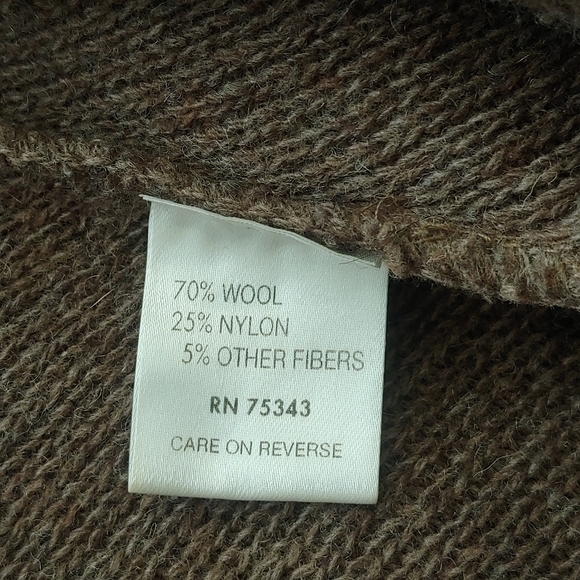 70% WOOL
25% NYLON
5% OTHER FIBERS
RN 75343
CARE ON REVERSE